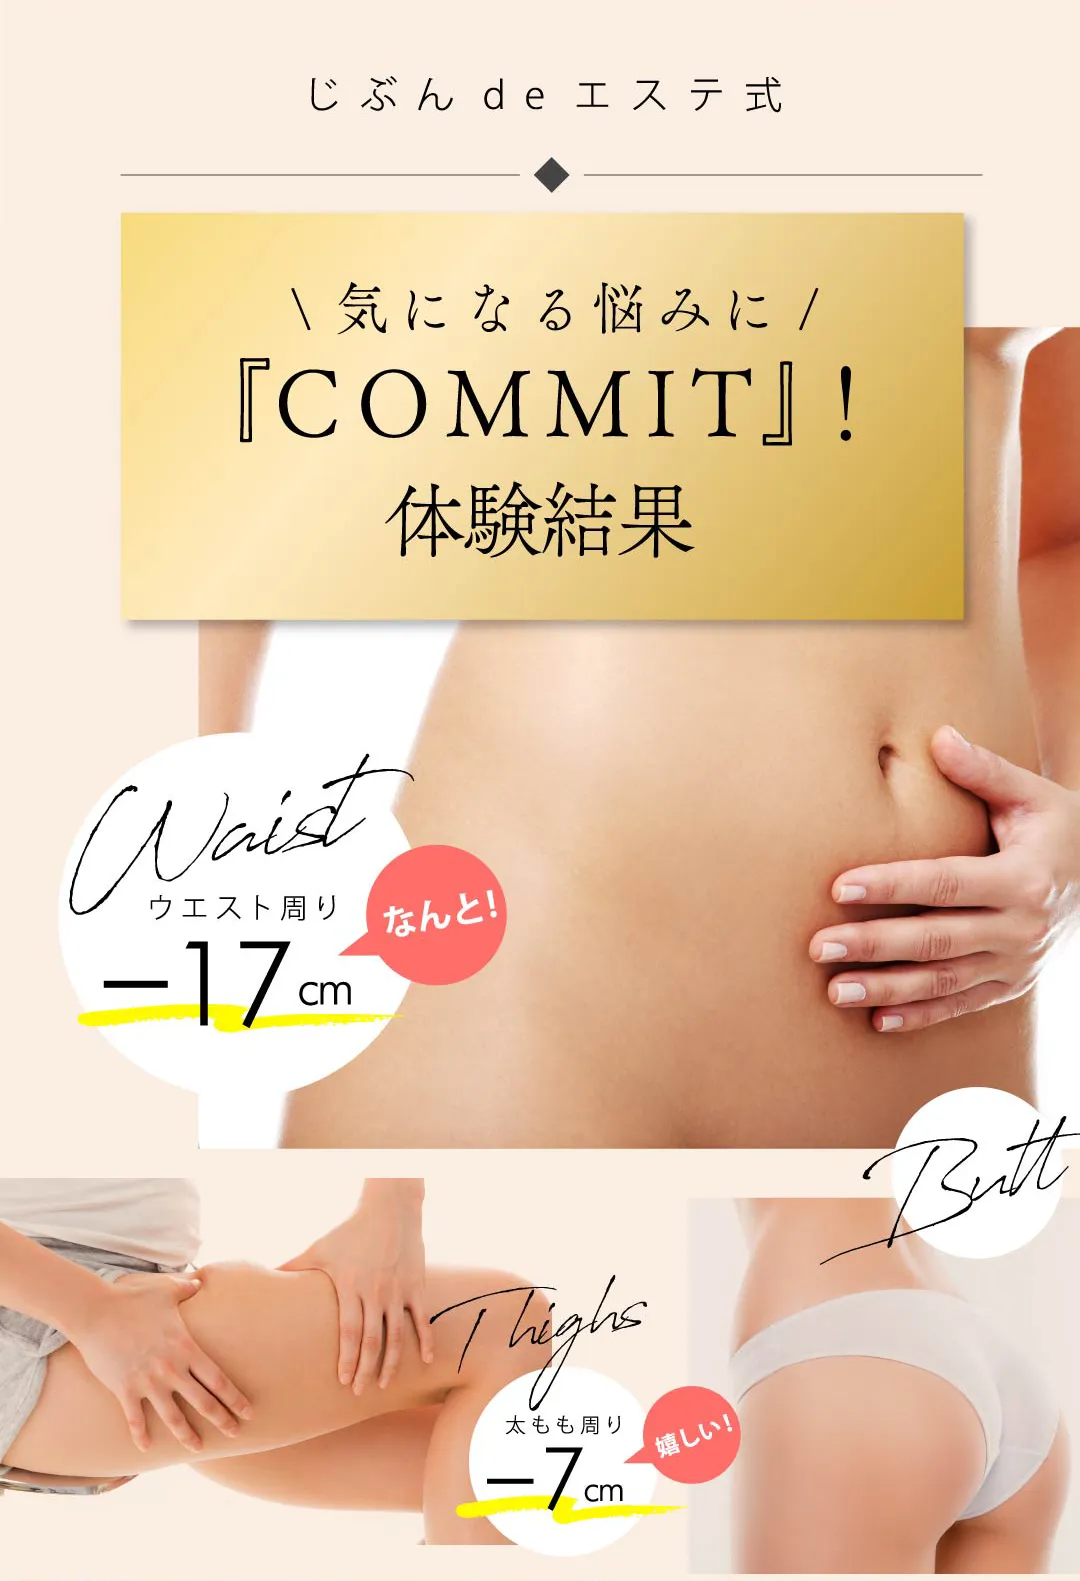 じぶんdeエステ式
\ 気になる悩みに /
『COMMIT』!
体験結果
Waist
ウエスト周り
なんと!
−17cm
Butt
Thighs
太もも周り
嬉しい!
−7cm